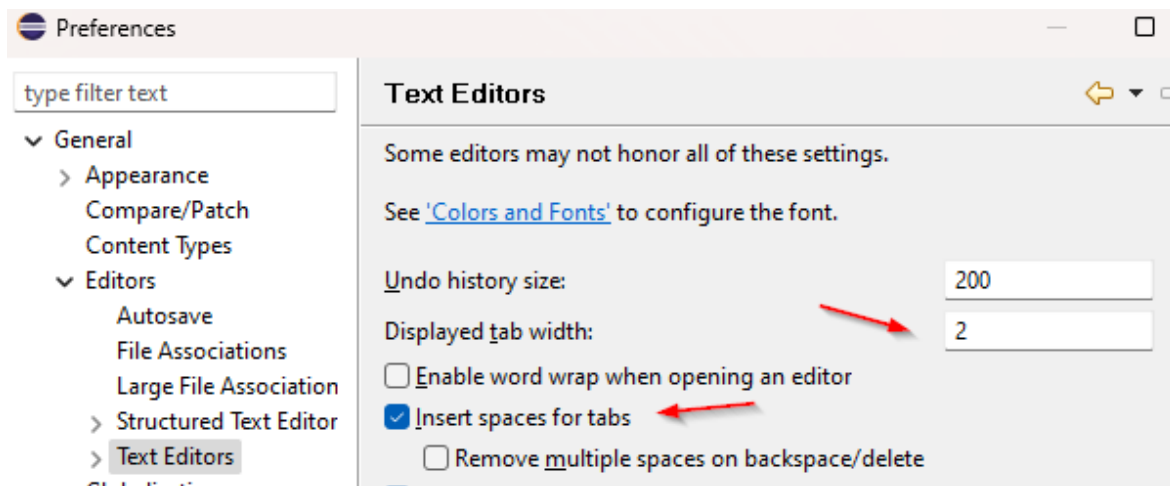 Preferences
type filter text
General
Appearance
Compare/Patch
Content Types
Editors
Autosave
File Associations
Large File Association
Structured Text Editor
Text Editors
Text Editors
Some editors may not honor all of these settings.
See 'Colors and Fonts' to configure the font.
Undo history size: 200
Displayed tab width: 2
Enable word wrap when opening an editor
Insert spaces for tabs
Remove multiple spaces on backspace/delete